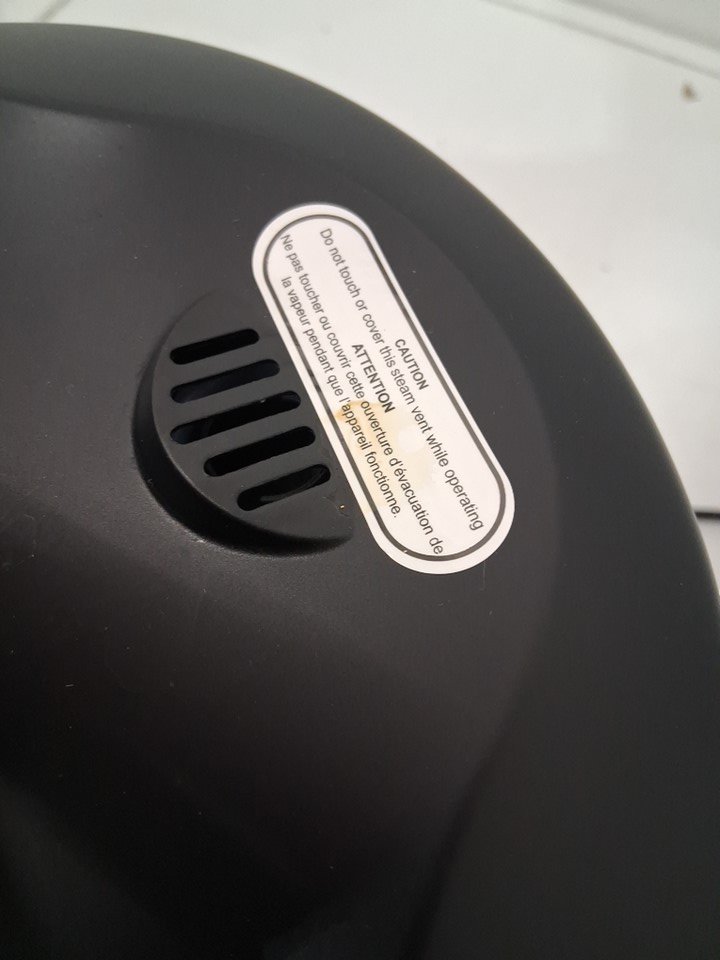 CAUTION
Do not touch or cover this steam vent while operating
ATTENTION
Ne pas toucher ou couvrir cette ouverture d'évacuation de
la vapeur pendant que l'appareil fonctionne.